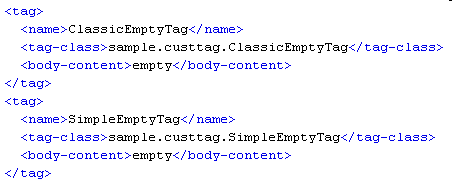 <tag>
  <name>ClassicEmptyTag</name>
  <tag-class>sample.custtag.ClassicEmptyTag</tag-class>
  <body-content>empty</body-content>
</tag>
<tag>
  <name>SimpleEmptyTag</name>
  <tag-class>sample.custtag.SimpleEmptyTag</tag-class>
  <body-content>empty</body-content>
</tag>